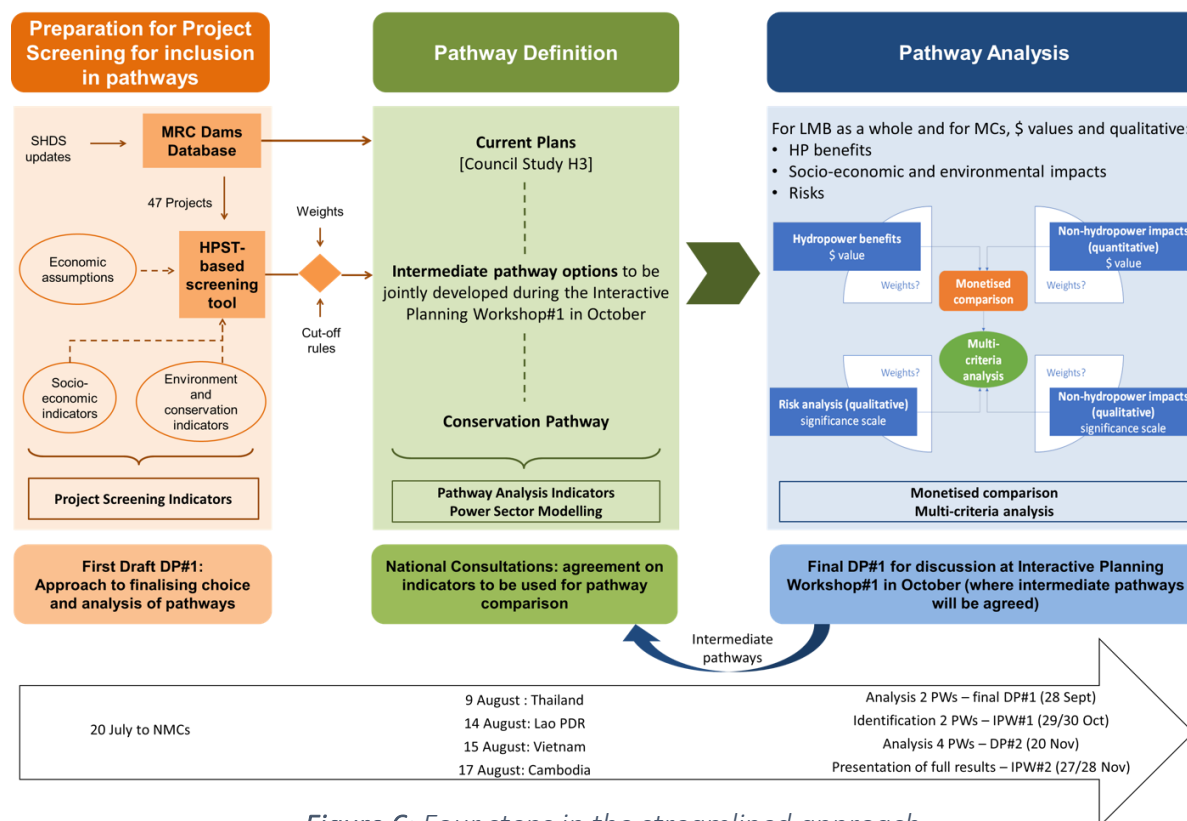 Preparation for Project
Screening for inclusion
in pathways
Pathway Definition
Pathway Analysis
SHDS
updates
MRC Dams
Database
47 Projects
Economic
assumptions
HPST-
based
screening
tool
Weights
Cut-off
rules
Socio-
economic
indicators
Environment
and
conservation
indicators
Project Screening Indicators
Current Plans
[Council Study H3]
Intermediate pathway options to be
jointly developed during the Interactive
Planning Workshop#1 in October
Conservation Pathway
Pathway Analysis Indicators
Power Sector Modelling
For LMB as a whole and for MCs, $ values and qualitative:
• HP benefits
• Socio-economic and environmental impacts
• Risks
Hydropower benefits
$ value
Non-hydropower impacts
(quantitative)
$ value
Weights?
Weights?
Monetised
comparison
Multi-
criteria
analysis
Weights?
Weights?
Risk analysis (qualitative)
significance scale
Non-hydropower impacts
(qualitative)
significance scale
Monetised comparison
Multi-criteria analysis
First Draft DP#1:
Approach to finalising choice
and analysis of pathways
National Consultations: agreement on
indicators to be used for pathway
comparison
Final DP#1 for discussion at Interactive Planning
Workshop#1 in October (where intermediate pathways
will be agreed)
Intermediate
pathways
20 July to NMCs
9 August : Thailand
14 August: Lao PDR
15 August: Vietnam
17 August: Cambodia
Analysis 2 PWs – final DP#1 (28 Sept)
Identification 2 PWs – IPW#1 (29/30 Oct)
Analysis 4 PWs – DP#2 (20 Nov)
Presentation of full results – IPW#2 (27/28 Nov)
Figure 6. Four steps in the streamlined approach